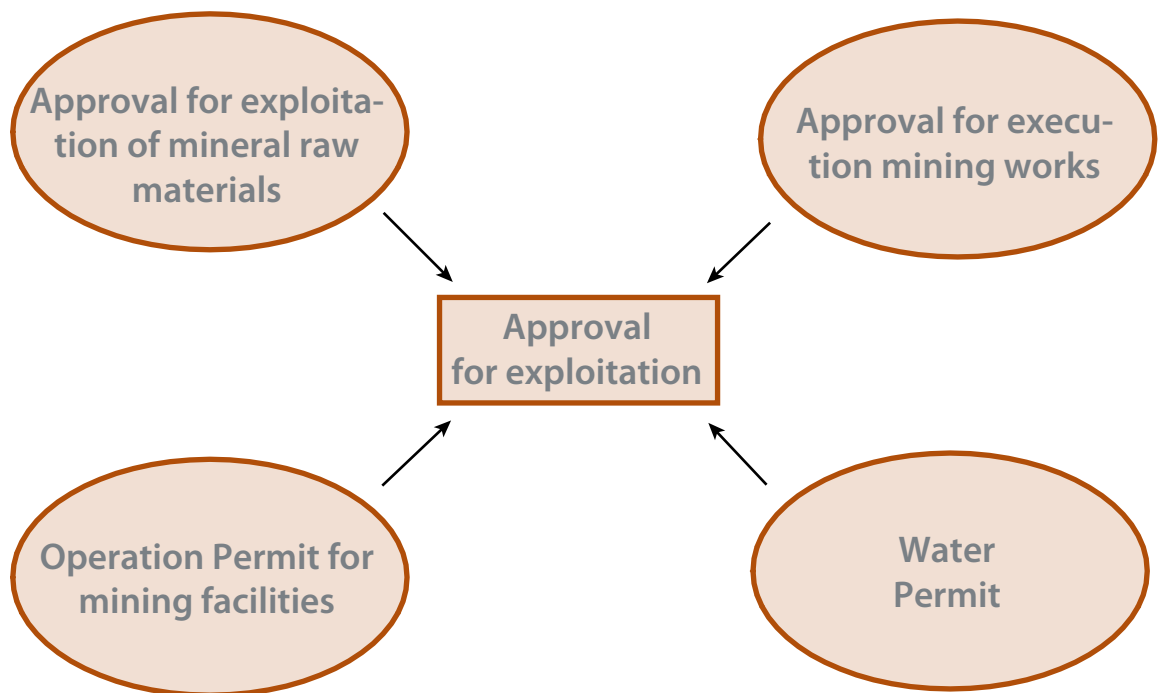 Approval for exploita-
tion of mineral raw
materials
Approval for execu-
tion mining works
Approval
for exploitation
Operation Permit for
mining facilities
Water
Permit